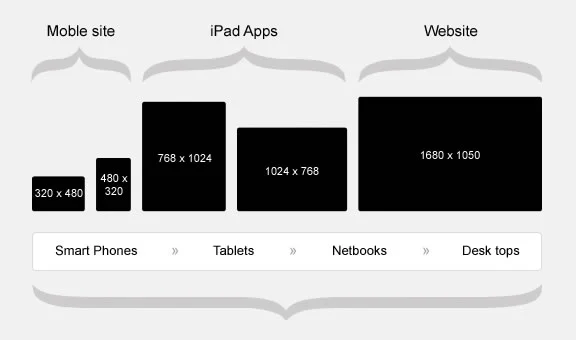 Moble site
iPad Apps
Website
320 x 480
480 x
320
768 x 1024
1024 x 768
1680 x 1050
Smart Phones » Tablets » Netbooks » Desk tops